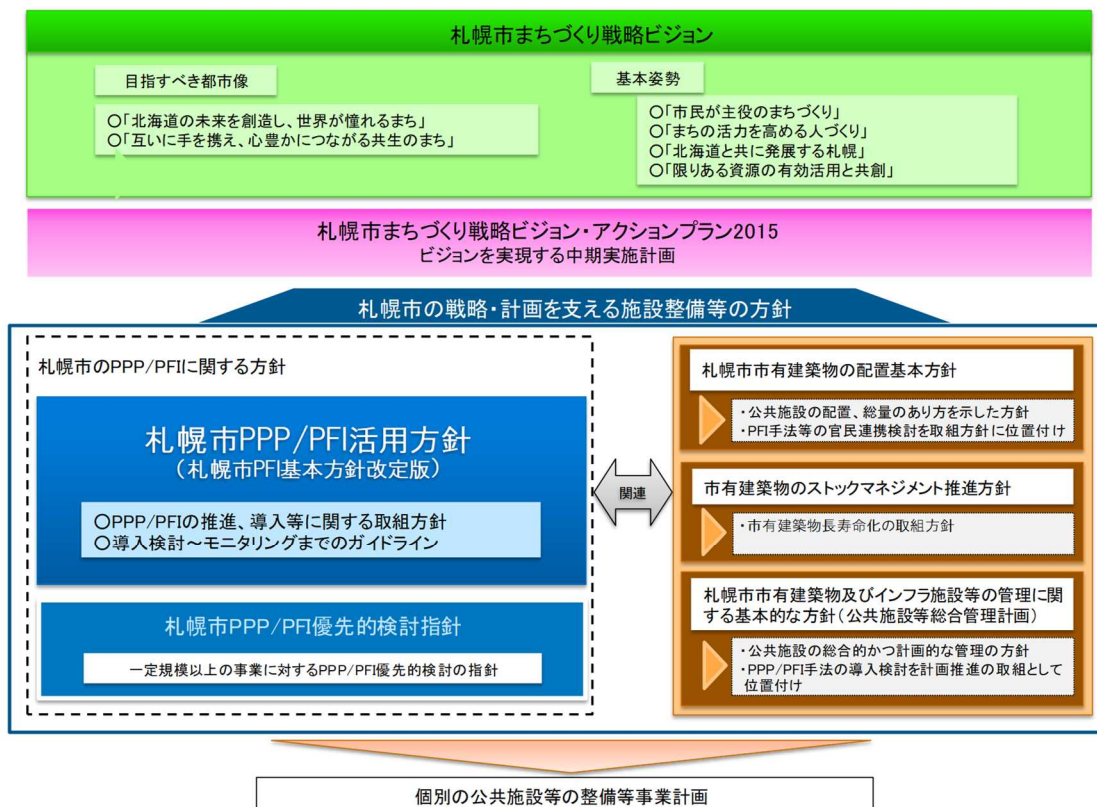 札幌市まちづくり戦略ビジョン
目指すべき都市像
○「北海道の未来を創造し、世界が憧れるまち」
○「互いに手を携え、心豊かにつながる共生のまち」
基本姿勢
○「市民が主役のまちづくり」
○「まちの活力を高める人づくり」
○「北海道と共に発展する札幌」
○「限りある資源の有効活用と共創」
札幌市まちづくり戦略ビジョン・アクションプラン2015
ビジョンを実現する中期実施計画
札幌市の戦略・計画を支える施設整備等の方針
札幌市のPPP/PFIに関する方針
札幌市PPP/PFI活用方針
(札幌市PFI基本方針改定版)
○PPP/PFIの推進、導入等に関する取組方針
○導入検討~モニタリングまでのガイドライン
札幌市PPP/PFI優先的検討指針
一定規模以上の事業に対するPPP/PFI優先的検討の指針
関連
札幌市市有建築物の配置基本方針
・公共施設の配置、総量のあり方を示した方針
・PFI手法等の官民連携検討を取組方針に位置付け
市有建築物のストックマネジメント推進方針
・市有建築物長寿命化の取組方針
札幌市市有建築物及びインフラ施設等の管理に関
する基本的な方針(公共施設等総合管理計画)
・公共施設の総合的かつ計画的な管理の方針
・PPP/PFI手法の導入検討を計画推進の取組として
位置付け
個別の公共施設等の整備等事業計画